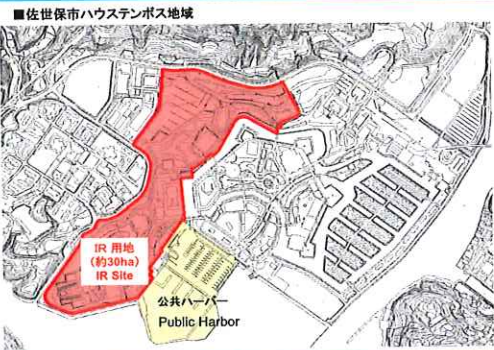 ■佐世保市ハウステンボス地域
IR 用地
(約30ha)
IR Site
公共ハーバー
Public Harbor